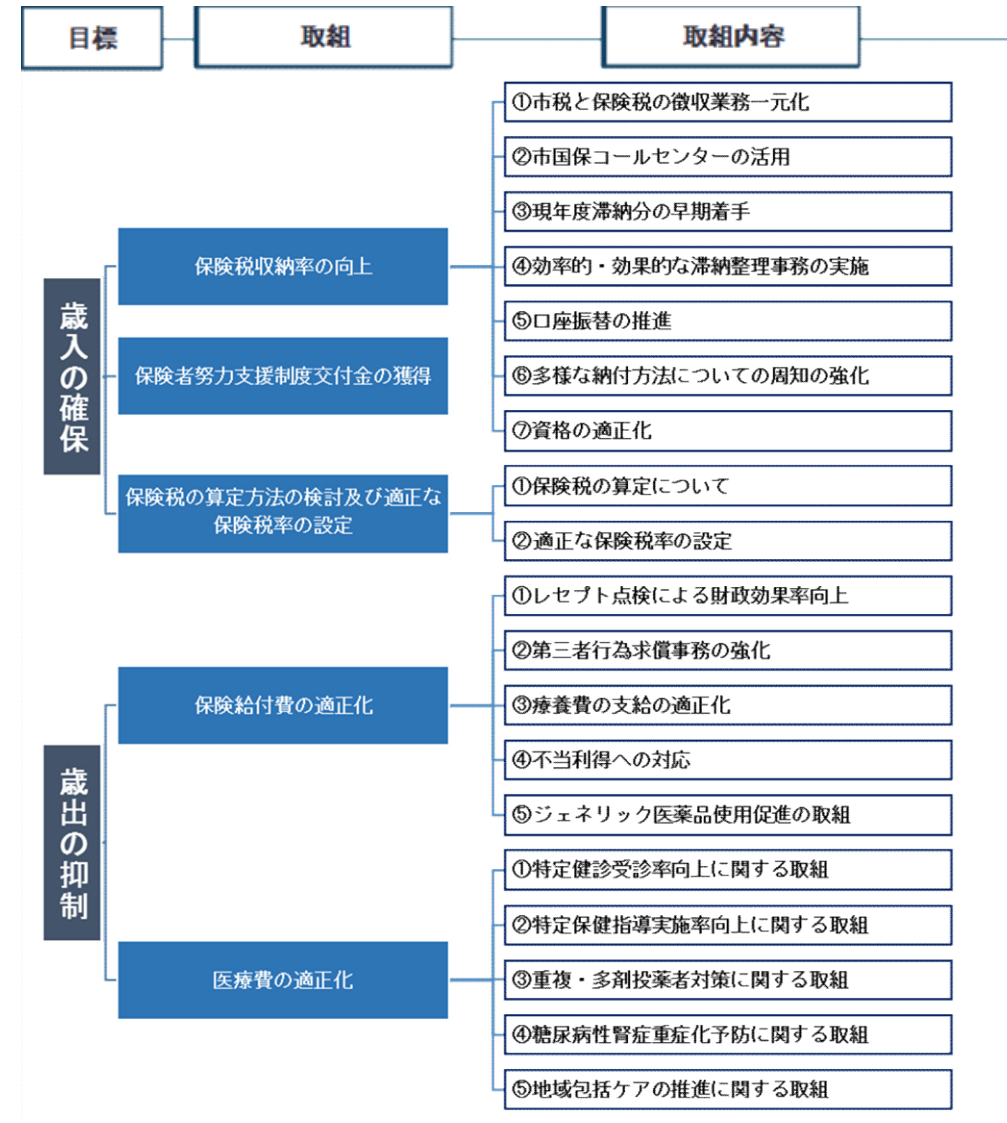 目標
取組
取組内容
歳入の確保
保険税収納率の向上
①市税と保険税の徴収業務一元化
②市国保コールセンターの活用
③現年度滞納分の早期着手
④効率的・効果的な滞納整理事務の実施
⑤口座振替の推進
⑥多様な納付方法についての周知の強化
⑦資格の適正化
保険者努力支援制度交付金の獲得
保険税の算定方法の検討及び適正な
保険税率の設定
①保険税の算定について
②適正な保険税率の設定
歳出の抑制
保険給付費の適正化
①レセプト点検による財政効果率向上
②第三者行為求償事務の強化
③療養費の支給の適正化
④不当利得への対応
⑤ジェネリック医薬品使用促進の取組
医療費の適正化
①特定健診受診率向上に関する取組
②特定保健指導実施率向上に関する取組
③重複・多剤投薬者対策に関する取組
④糖尿病性腎症重症化予防に関する取組
⑤地域包括ケアの推進に関する取組